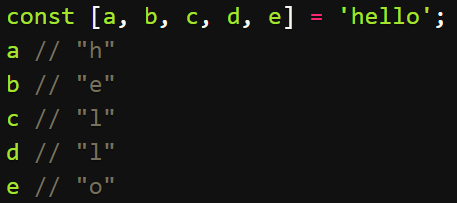 const [a, b, c, d, e] = 'hello';
a // "h"
b // "e"
c // "l"
d // "l"
e // "o"